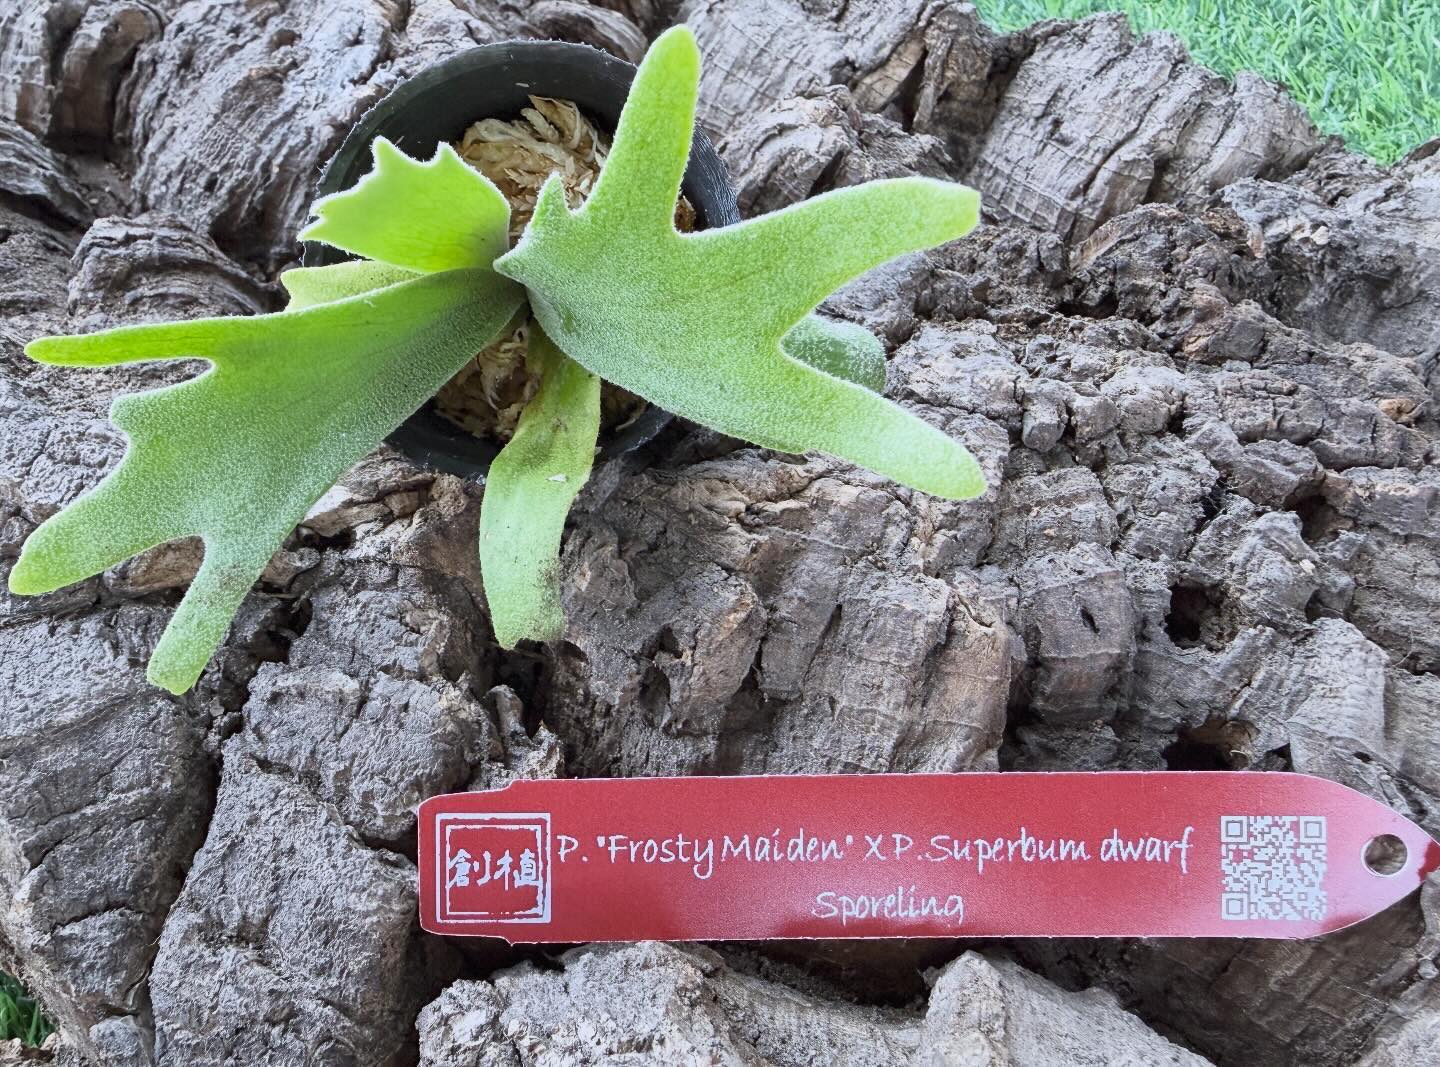 創植
P. "Frosty Maiden" X P. Superbum dwarf
Sporeling